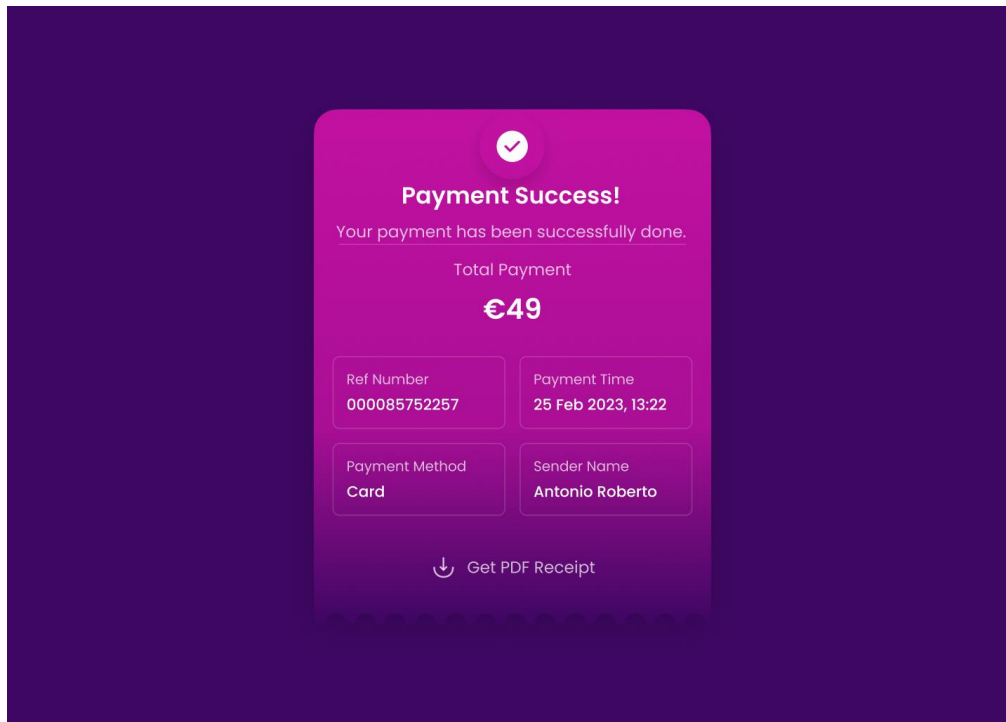 Payment Success!
Your payment has been successfully done.
Total Payment
€49
Ref Number
000085752257
Payment Time
25 Feb 2023, 13:22
Payment Method
Card
Sender Name
Antonio Roberto
Get PDF Receipt